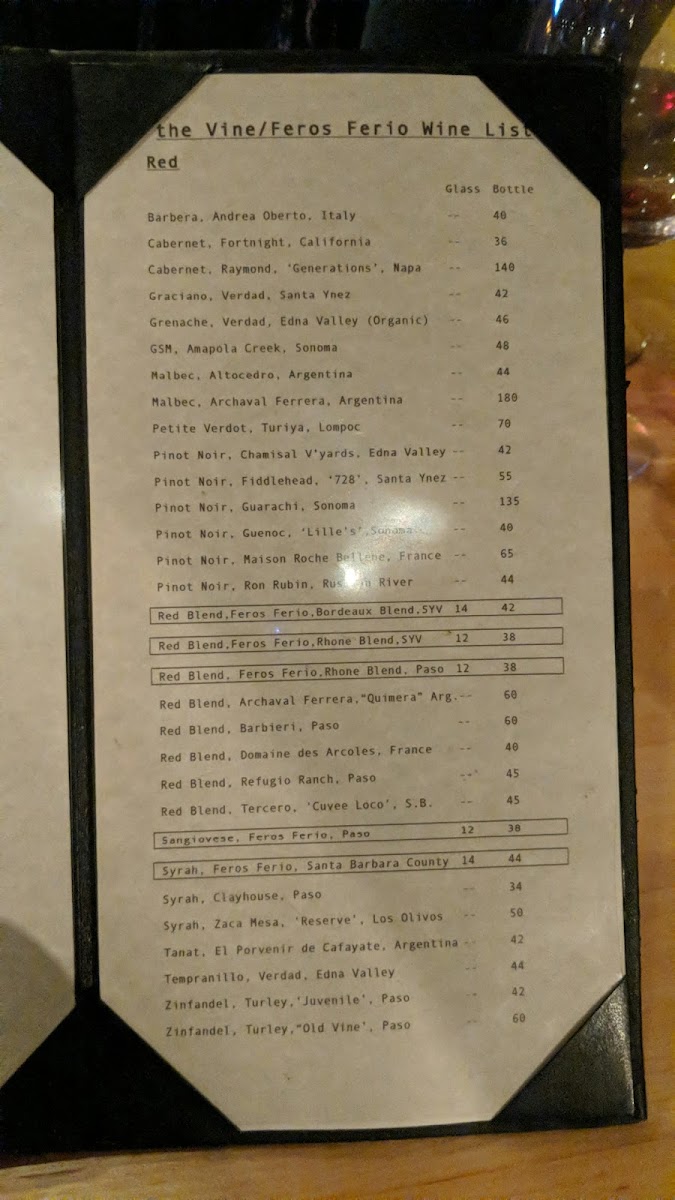 the Vine/Feros Ferio Wine List
Red
Glass Bottle
Barbera, Andrea Oberto, Italy -- 40
Cabernet, Fortnight, California -- 36
Cabernet, Raymond, 'Generations', Napa -- 140
Graciano, Verdad, Santa Ynez -- 42
Grenache, Verdad, Edna Valley (Organic) -- 46
GSM, Amapola Creek, Sonoma -- 48
Malbec, Altocedro, Argentina -- 44
Malbec, Archaval Ferrera, Argentina -- 180
Petite Verdot, Turiya, Lompoc -- 70
Pinot Noir, Chamisal V'yards, Edna Valley -- 42
Pinot Noir, Fiddlehead, '728', Santa Ynez -- 55
Pinot Noir, Guarachi, Sonoma -- 135
Pinot Noir, Guenoc, 'Lille's',Sonoma -- 40
Pinot Noir, Maison Roche Bellene, France -- 65
Pinot Noir, Ron Rubin, Russian River -- 44
Red Blend,Feros Ferio,Bordeaux Blend,SYV 14 42
Red Blend,Feros Ferio,Rhone Blend,SYV 12 38
Red Blend, Feros Ferio,Rhone Blend, Paso 12 38
Red Blend, Archaval Ferrera,"Quimera" Arg.-- 60
Red Blend, Barbieri, Paso -- 60
Red Blend, Domaine des Arcoles, France -- 40
Red Blend, Refugio Ranch, Paso -- 45
Red Blend, Tercero, 'Cuvee Loco', S.B. -- 45
Sangiovese, Feros Ferio, Paso 12 38
Syrah, Feros Ferio, Santa Barbara County 14 44
Syrah, Clayhouse, Paso -- 34
Syrah, Zaca Mesa, 'Reserve', Los Olivos -- 50
Tanat, El Porvenir de Cafayate, Argentina -- 42
Tempranillo, Verdad, Edna Valley -- 44
Zinfandel, Turley,'Juvenile', Paso -- 42
Zinfandel, Turley,"Old Vine', Paso -- 60